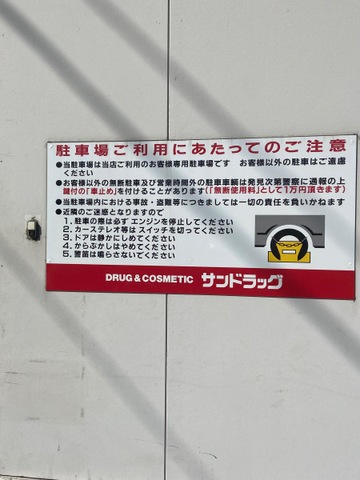 駐車場ご利用にあたってのご注意
●当駐車場は当店ご利用のお客様専用駐車場です　お客様以外の駐車はご遠慮
ください
●お客様以外の無断駐車及び営業時間外の駐車車輌は発見次第警察に通報の上
鍵付の「車止め」を付けることがあります(「無断使用料」として1万円頂きます)
●当駐車場内における事故・盗難等につきましては一切の責任を負いかねます
●近隣のご迷惑となりますので
1. 駐車の際は必ず エンジンを停止してください
2. カーステレオ等は スイッチを切ってください
3. ドアは静かにしめてください
4. からぶかしはやめてください
5. 警笛は鳴らさないでください
DRUG & COSMETIC サンドラッグ